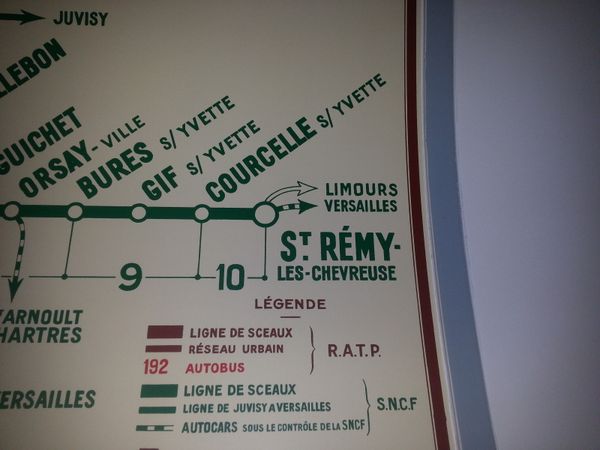 JUVISY
LLEBON
GUICHET
ORSAY-VILLE
BURES S/YVETTE
GIF S/YVETTE
COURCELLE S/YVETTE
LIMOURS
VERSAILLES
ST RÉMY-
LES-CHEVREUSE
9
10
ARNOULT
HARTRES
LÉGENDE
LIGNE DE SCEAUX
RÉSEAU URBAIN
192 AUTOBUS
R.A.T.P.
ERSAILLES
LIGNE DE SCEAUX
LIGNE DE JUVISY A VERSAILLES
AUTOCARS SOUS LE CONTRÔLE DE LA SNCF
S.N.C.F